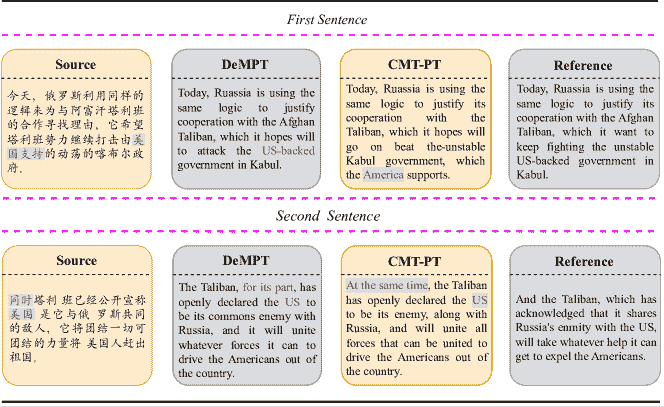 First Sentence
Source
今天，俄罗斯利用同样的
逻辑来为与阿富汗塔利班
的合作寻找理由，它希望
塔利班势力继续打击由美
国支持的动荡的喀布尔政
府.
DeMPT
Today, Ruassia is using the
same logic to justify
cooperation with the Afghan
Taliban, which it hopes will
to attack the US-backed
government in Kabul.
CMT-PT
Today, Ruassia is using the
same logic to justify its
cooperation with the
Taliban, which it hopes will
go on beat the-unstable
Kabul government, which
the America supports.
Reference
Today, Ruassia is using the
same logic to justify its
cooperation with the Afghan
Taliban, which it want to
keep fighting the unstable
US-backed government in
Kabul.
Second Sentence
Source
同时塔利 班已经公开宣称
美国 是它与俄 罗斯共同
的敌人，它将团结一切可
团结的力量将 美国人赶出
祖国.
DeMPT
The Taliban, for its part, has
openly declared the US to
be its commons enemy with
Russia, and it will unite
whatever forces it can to
drive the Americans out of
the country.
CMT-PT
At the same time, the Taliban
has openly declared the US
to be its enemy, along with
Russia, and will unite all
forces that can be united to
drive the Americans out of
the country.
Reference
And the Taliban, which has
acknowledged that it shares
Russia's enmity with the US,
will take whatever help it can
get to expel the Americans.